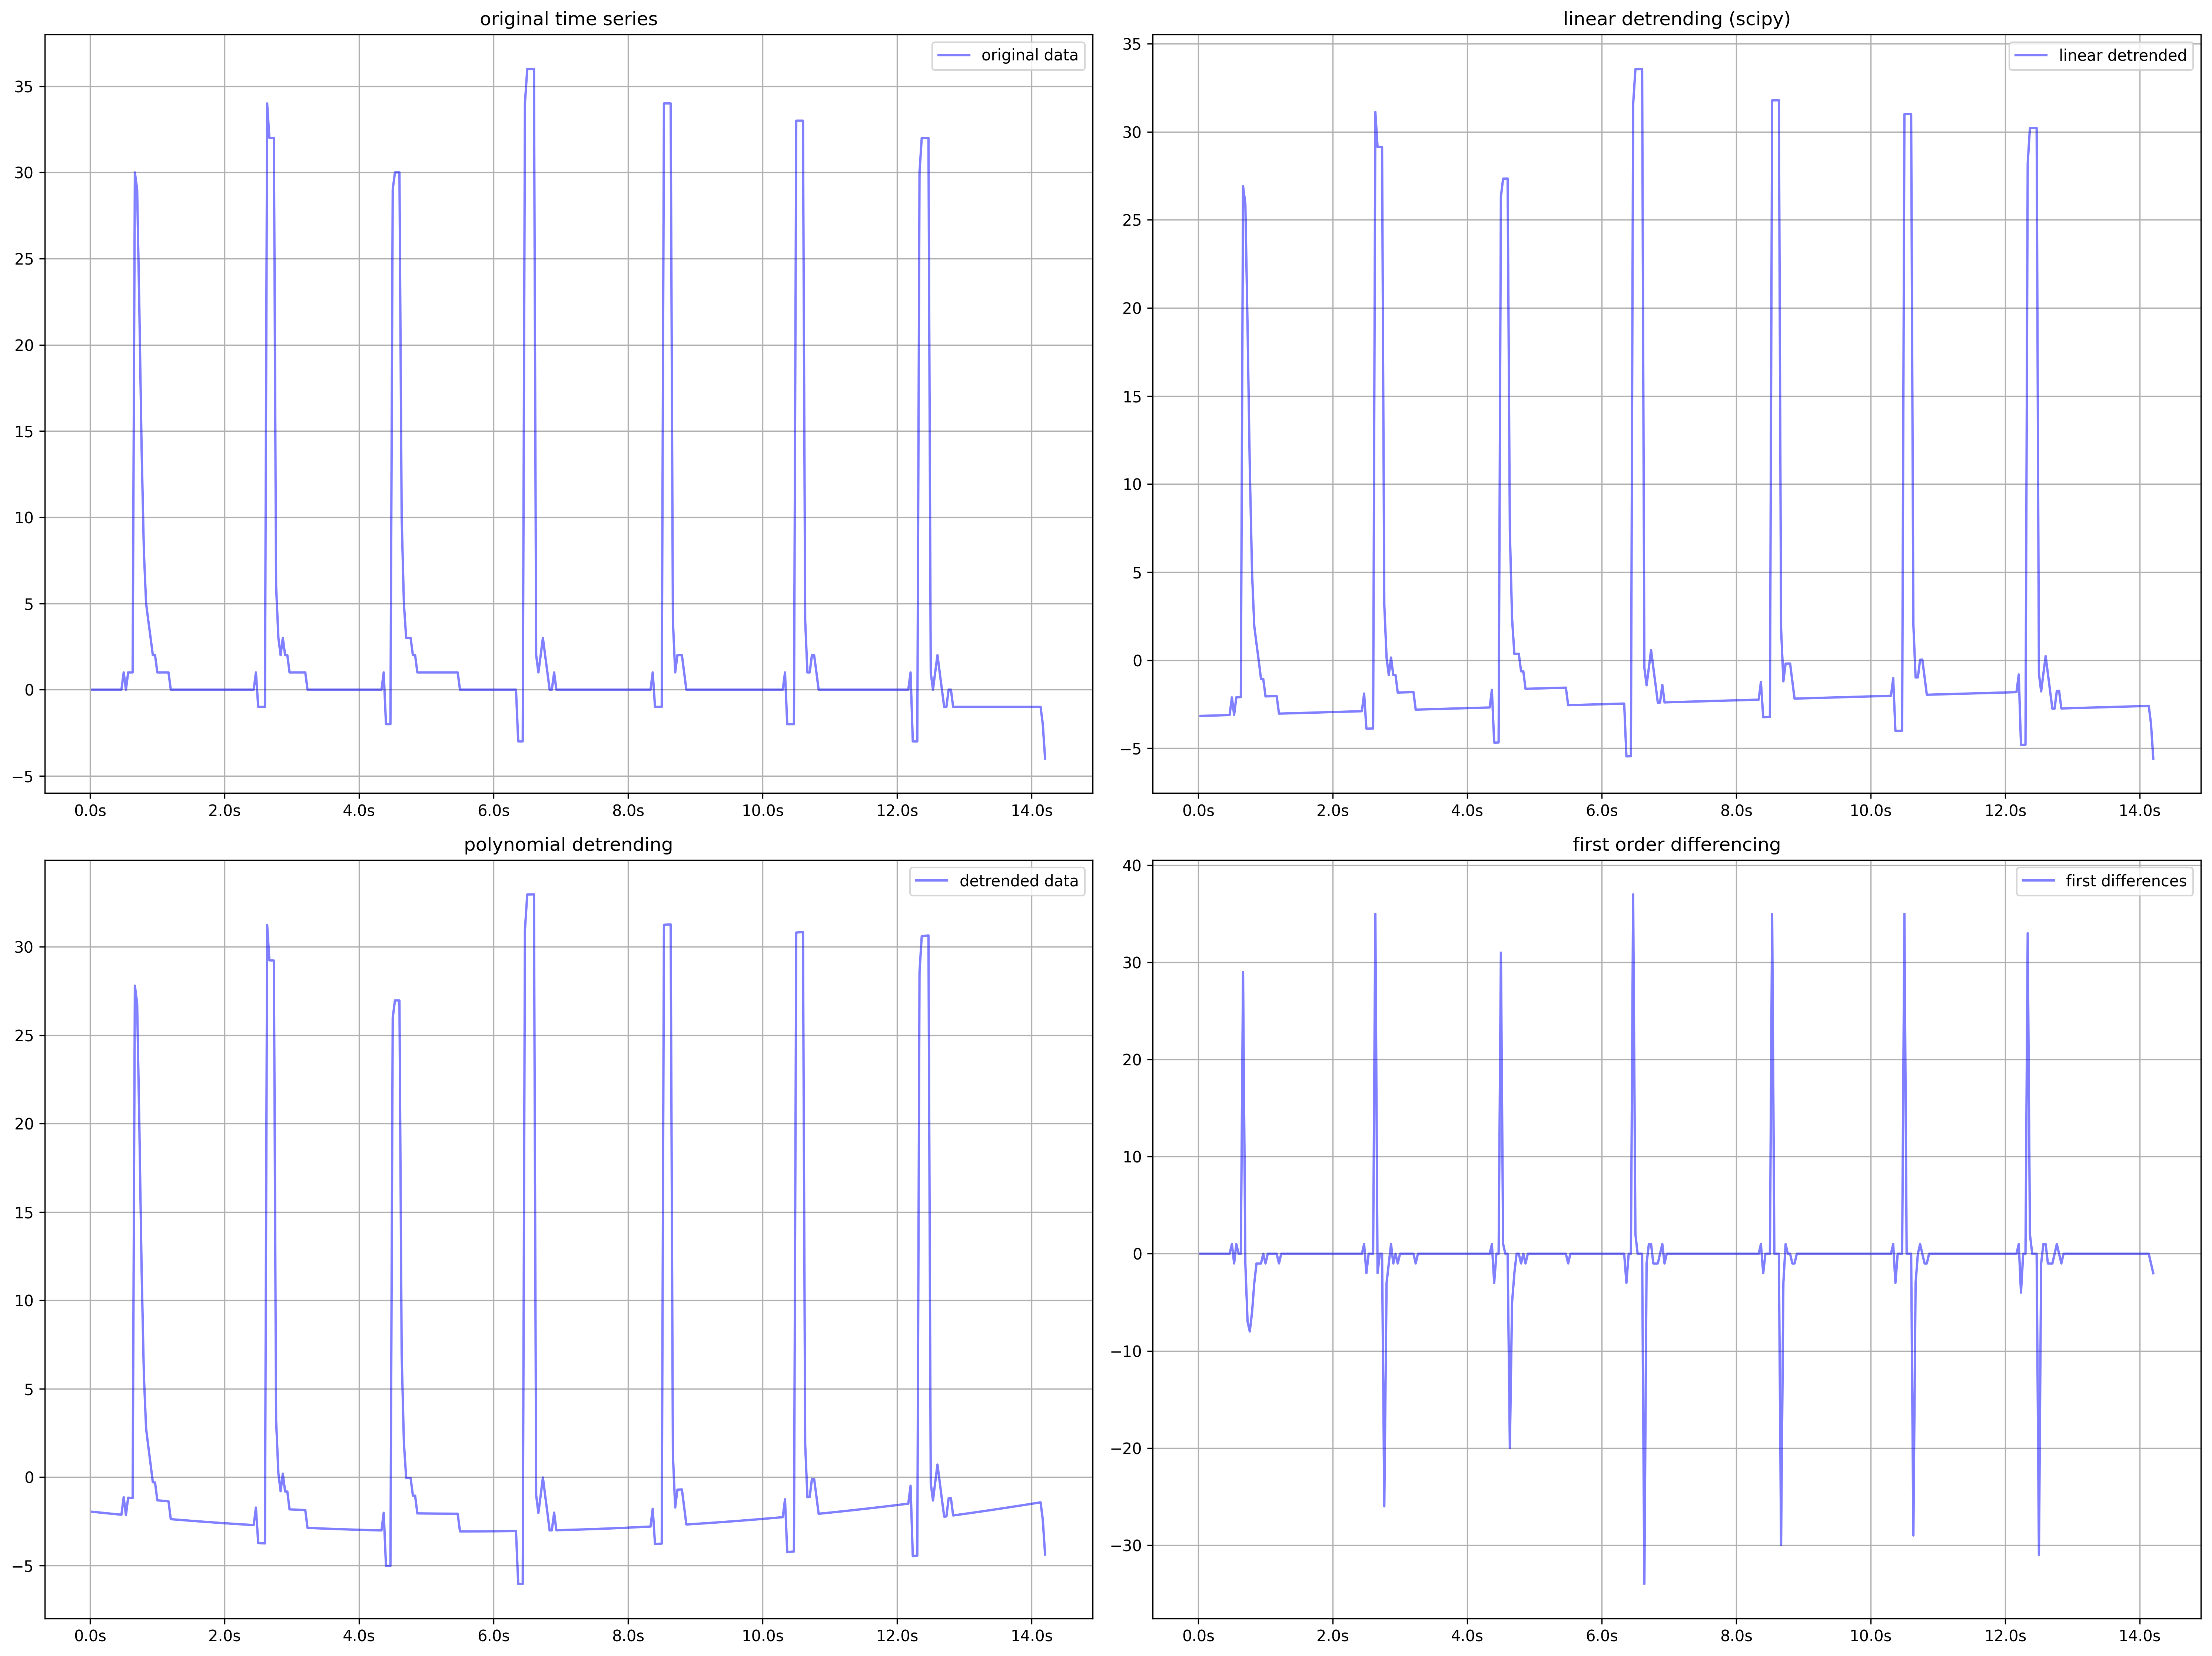 original time series
original data
35
30
25
20
15
10
5
0
−5
0.0s 2.0s 4.0s 6.0s 8.0s 10.0s 12.0s 14.0s
linear detrending (scipy)
linear detrended
35
30
25
20
15
10
5
0
−5
0.0s 2.0s 4.0s 6.0s 8.0s 10.0s 12.0s 14.0s
polynomial detrending
detrended data
30
25
20
15
10
5
0
−5
0.0s 2.0s 4.0s 6.0s 8.0s 10.0s 12.0s 14.0s
first order differencing
first differences
40
30
20
10
0
−10
−20
−30
0.0s 2.0s 4.0s 6.0s 8.0s 10.0s 12.0s 14.0s